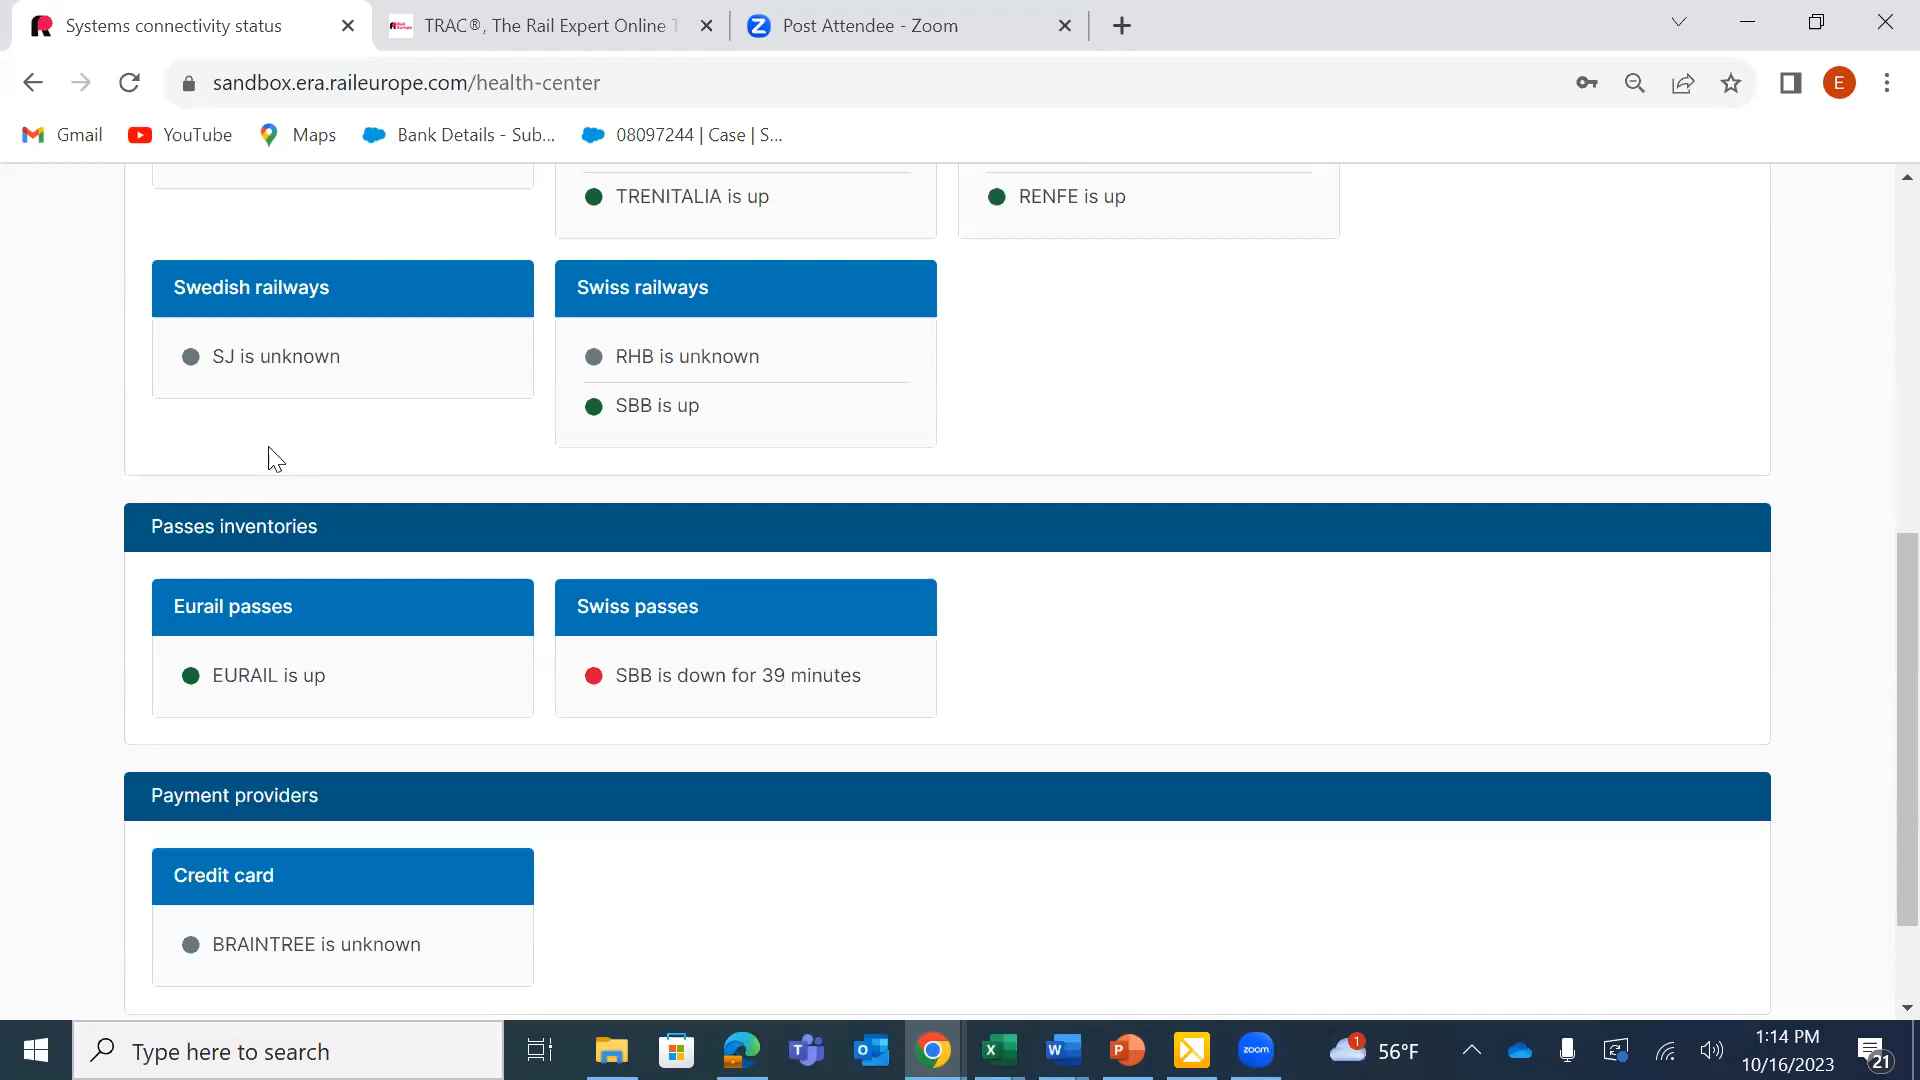 Systems connectivity status
TRAC®, The Rail Expert Online T
Post Attendee - Zoom
sandbox.era.raileurope.com/health-center
E
Gmail
YouTube
Maps
Bank Details - Sub...
08097244 | Case | S...
TRENITALIA is up
RENFE is up
Swedish railways
Swiss railways
SJ is unknown
RHB is unknown
SBB is up
Passes inventories
Eurail passes
Swiss passes
EURAIL is up
SBB is down for 39 minutes
Payment providers
Credit card
BRAINTREE is unknown
Type here to search
zoom
1
56°F
1:14 PM
10/16/2023
21